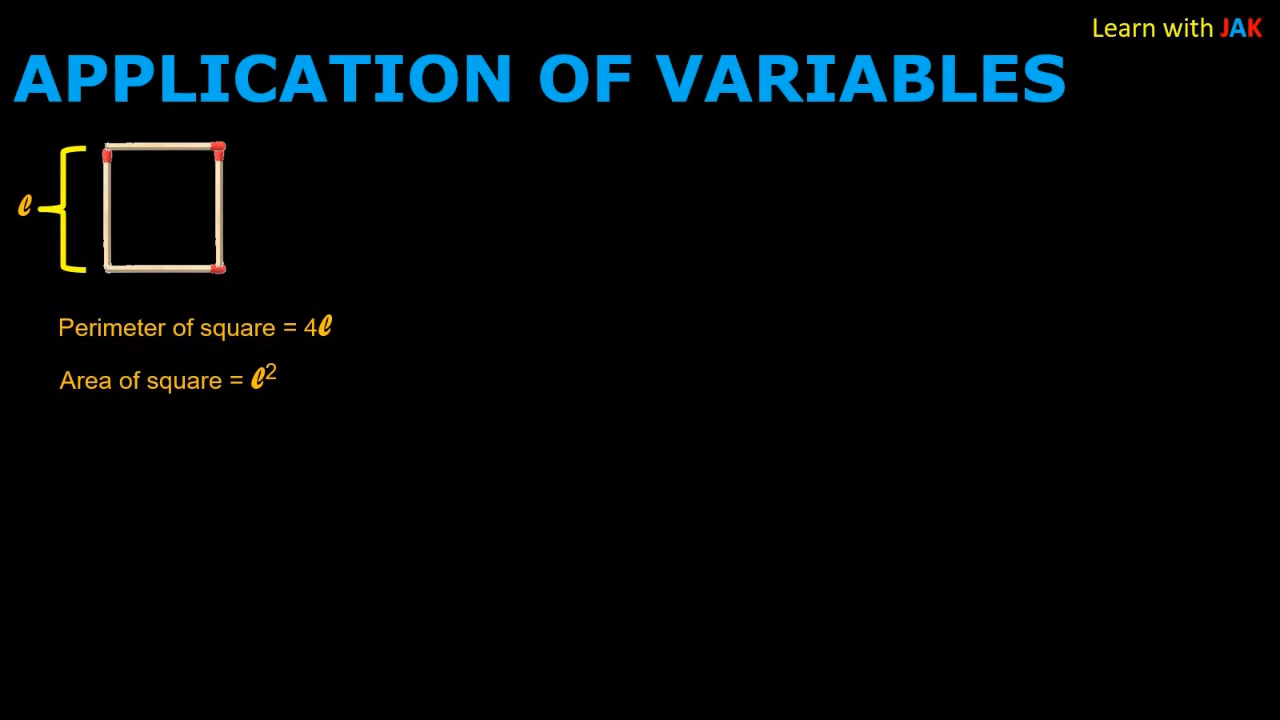 Learn with JAK
APPLICATION OF VARIABLES
ℓ
Perimeter of square = 4ℓ
Area of square = ℓ²